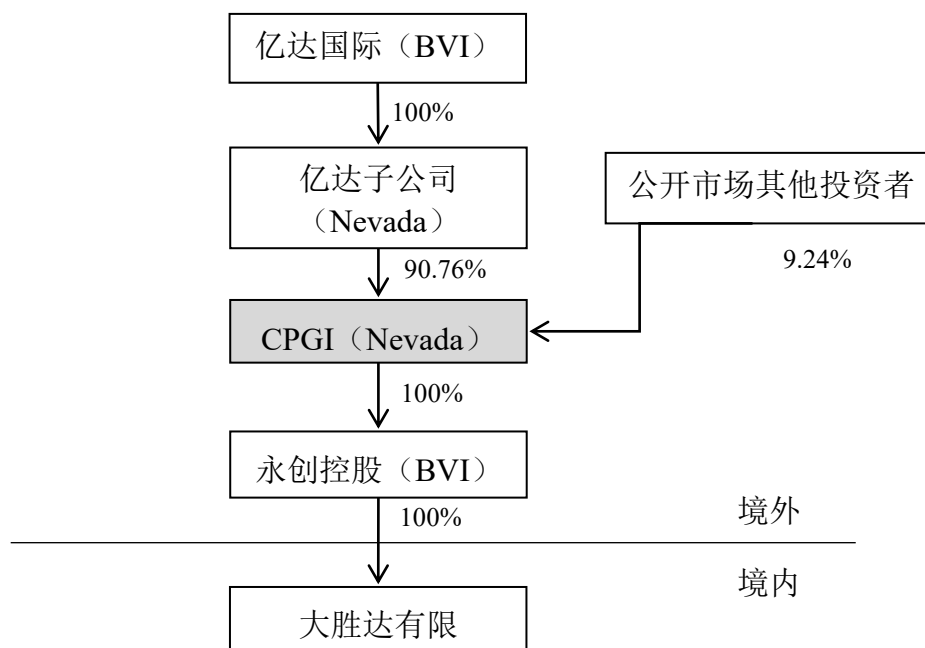 亿达国际（BVI）
100%
亿达子公司
（Nevada）
公开市场其他投资者
90.76%
9.24%
CPGI（Nevada）
100%
永创控股（BVI）
100%
境外
境内
大胜达有限